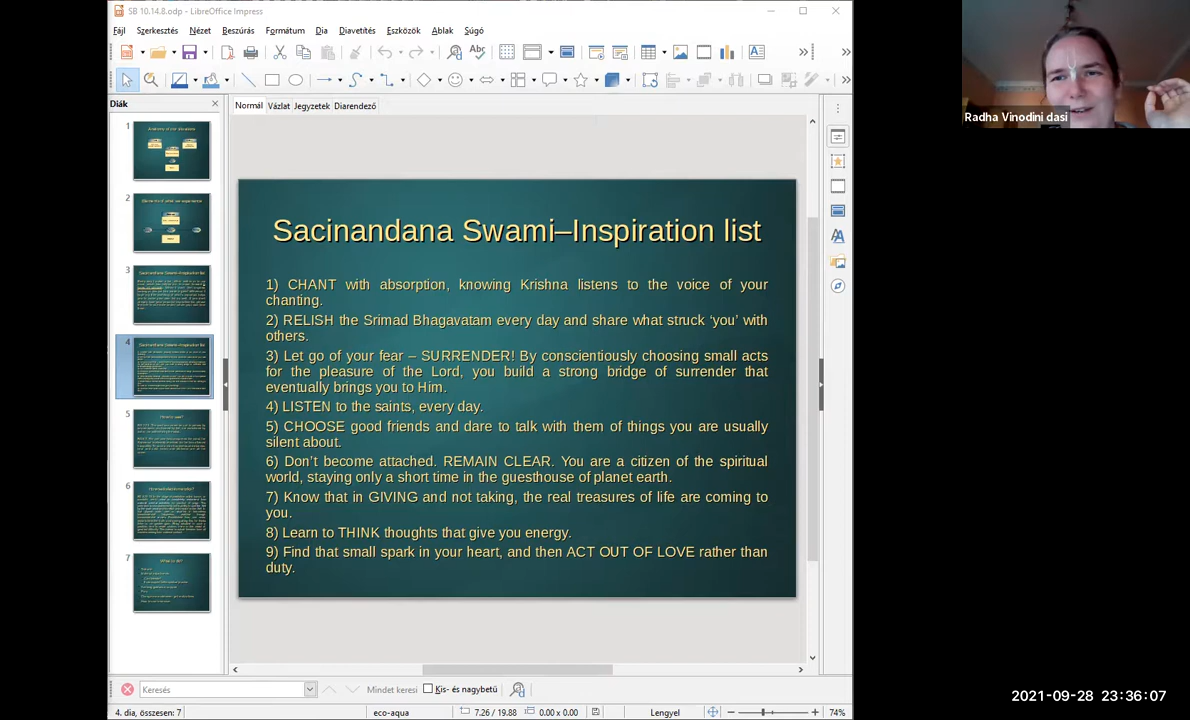 SB 10.14.8.odp - LibreOffice Impress
Fájl Szerkesztés Nézet Beszúrás Formátum Dia Diavetítés Eszközök Ablak Súgó
Diák
Normál Vázlat Jegyzetek Diarendező
Radha Vinodini dasi
1
2
3
4
5
6
7
Sacinandana Swami–Inspiration list
1) CHANT with absorption, knowing Krishna listens to the voice of your
chanting.
2) RELISH the Srimad Bhagavatam every day and share what struck ‘you’ with
others.
3) Let go of your fear – SURRENDER! By conscientiously choosing small acts
for the pleasure of the Lord, you build a strong bridge of surrender that
eventually brings you to Him.
4) LISTEN to the saints, every day.
5) CHOOSE good friends and dare to talk with them of things you are usually
silent about.
6) Don’t become attached. REMAIN CLEAR. You are a citizen of the spiritual
world, staying only a short time in the guesthouse of planet earth.
7) Know that in GIVING and not taking, the real treasures of life are coming to
you.
8) Learn to THINK thoughts that give you energy.
9) Find that small spark in your heart, and then ACT OUT OF LOVE rather than
duty.
Keresés Mindet keresi Kis- és nagybetű
4. dia, összesen: 7 eco-aqua 7.26 / 19.88 0.00 x 0.00 Lengyel 74%
2021-09-28 23:36:07